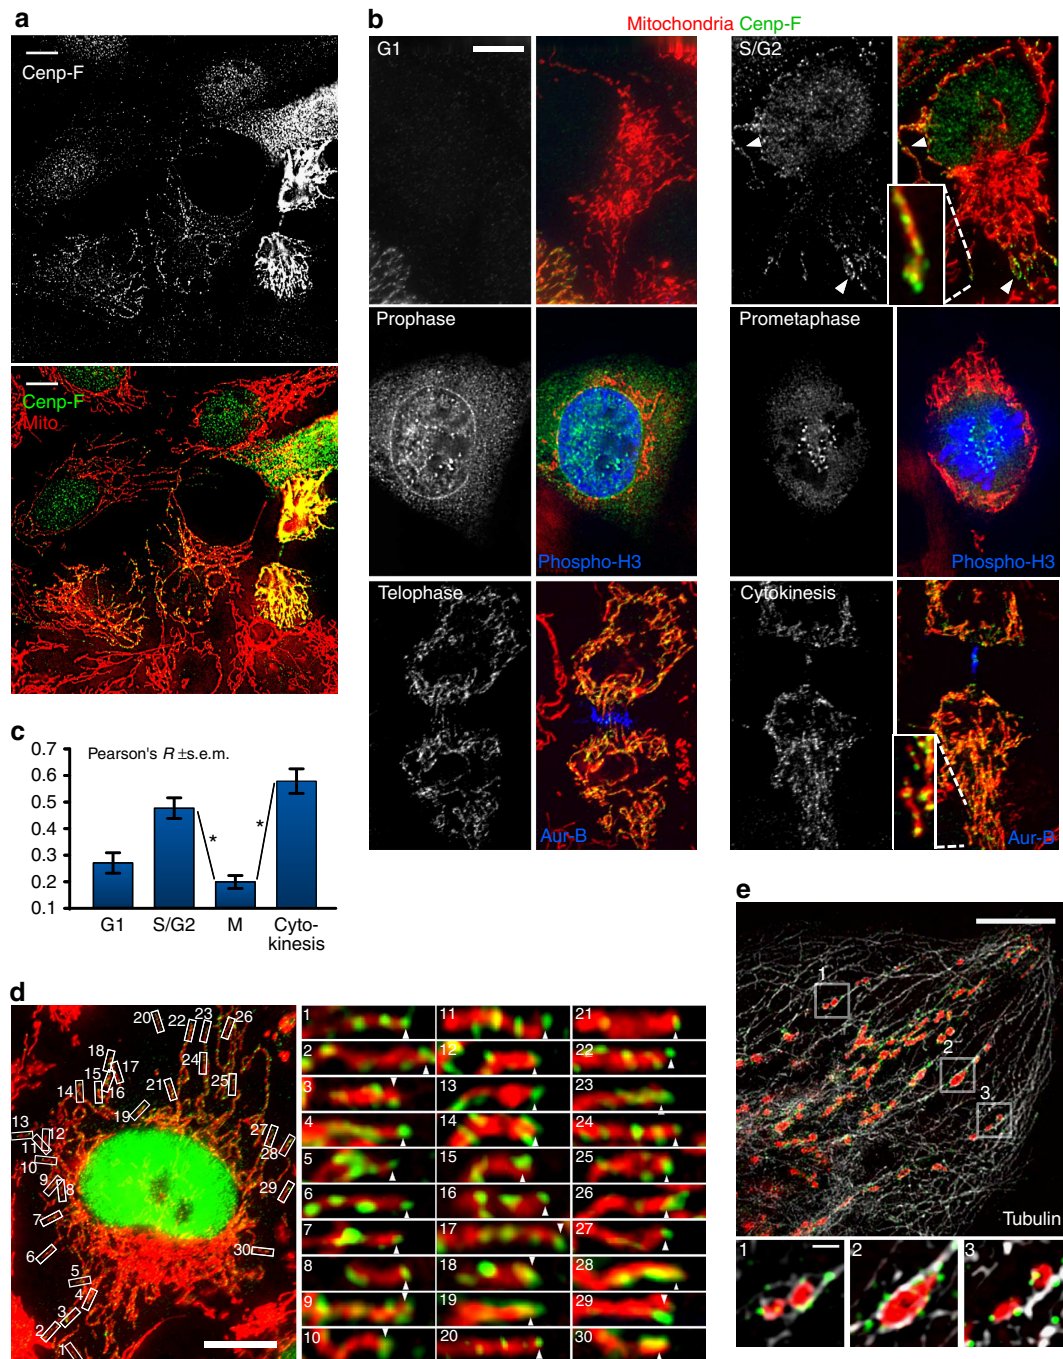 a
Cenp-F
Cenp-F
Mito
b
Mitochondria Cenp-F
G1
S/G2
Prophase
Phospho-H3
Prometaphase
Phospho-H3
Telophase
Aur-B
Cytokinesis
Aur-B
c
Pearson's R ±s.e.m.
0.7
0.6
0.5
0.4
0.3
0.2
0.1
*
*
G1
S/G2
M
Cyto-
kinesis
d
20
22
23
26
18
15
17
24
14
16
21
25
19
13
12
11
10
9
8
7
6
5
4
3
2
1
27
28
29
30
1
2
3
4
5
6
7
8
9
10
11
12
13
14
15
16
17
18
19
20
21
22
23
24
25
26
27
28
29
30
e
1
2
3
Tubulin
1
2
3